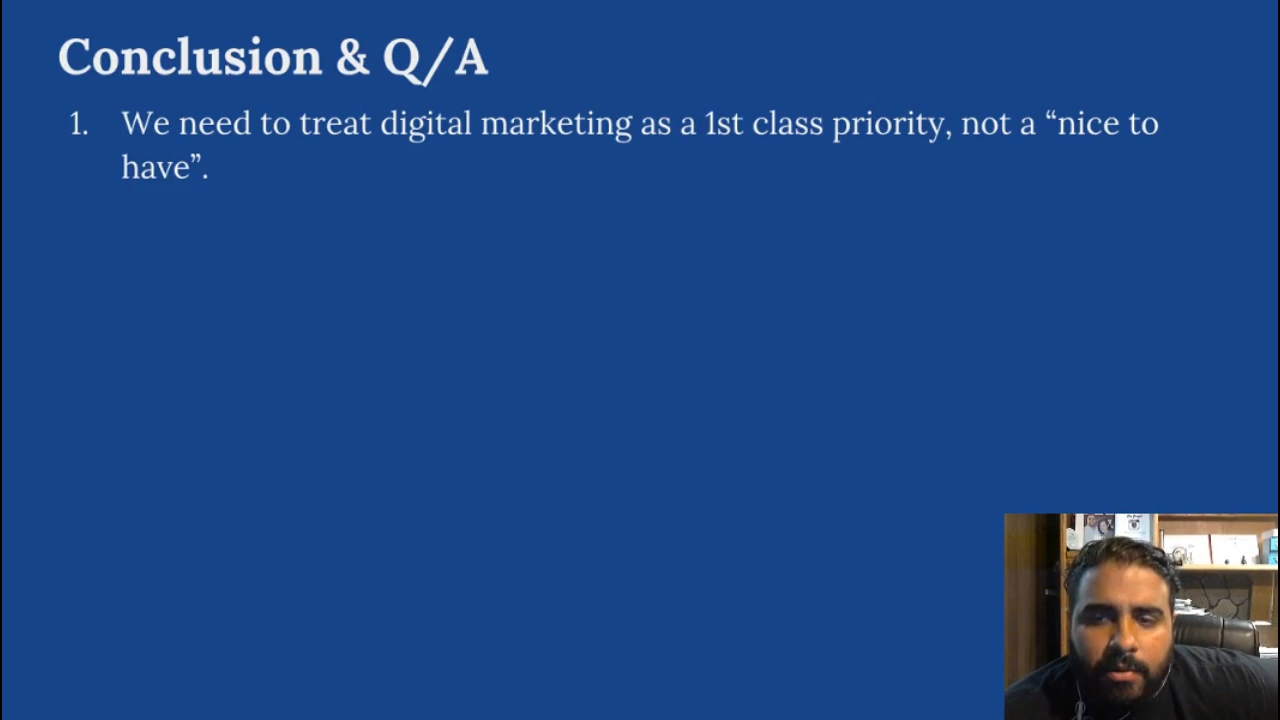 Conclusion & Q/A
1. We need to treat digital marketing as a 1st class priority, not a “nice to
have”.